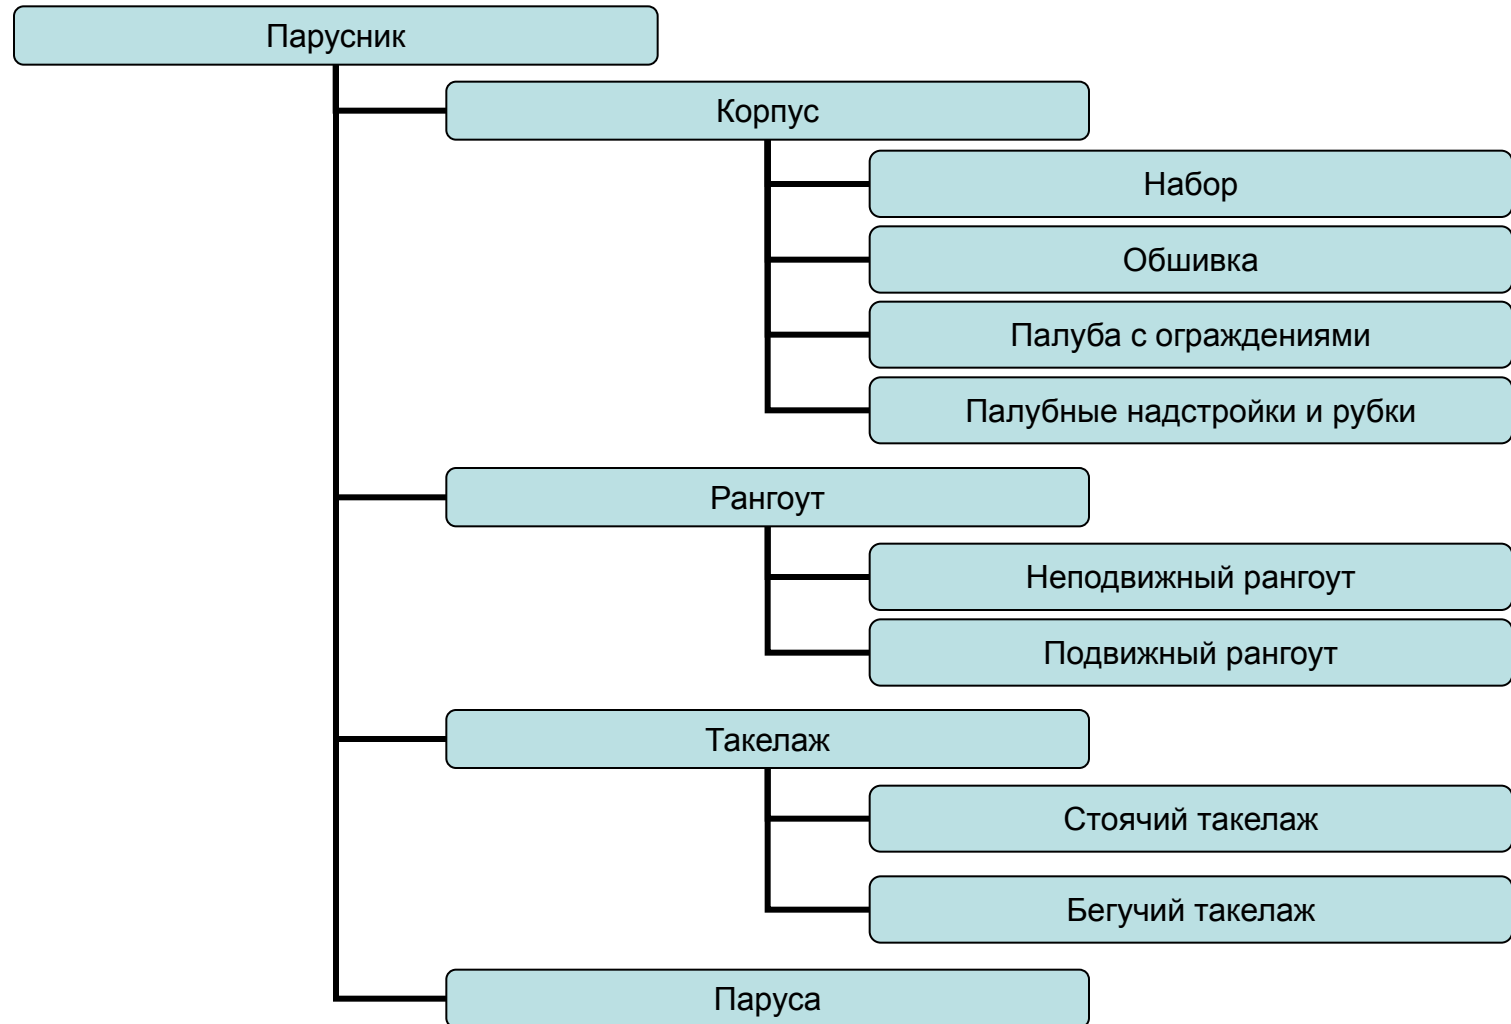 Парусник
Корпус
Набор
Обшивка
Палуба с ограждениями
Палубные надстройки и рубки
Рангоут
Неподвижный рангоут
Подвижный рангоут
Такелаж
Стоячий такелаж
Бегучий такелаж
Паруса